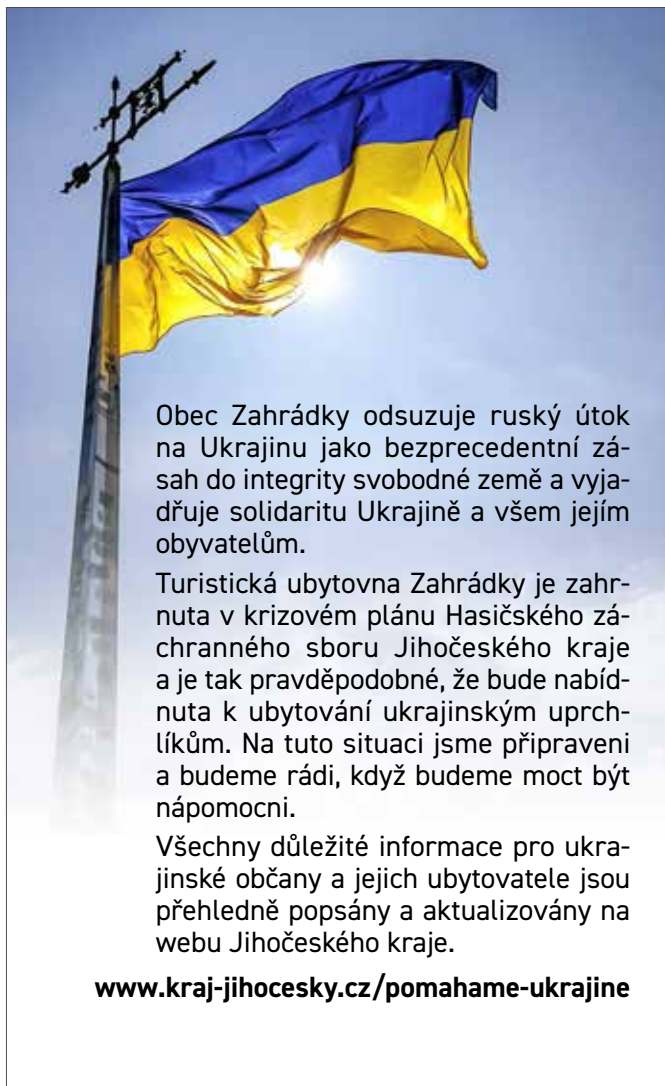 Obec Zahrádky odsuzuje ruský útok
na Ukrajinu jako bezprecedentní zá-
sah do integrity svobodné země a vyja-
dřuje solidaritu Ukrajině a všem jejím
obyvatelům.
Turistická ubytovna Zahrádky je zahr-
nuta v krizovém plánu Hasičského zá-
chranného sboru Jihočeského kraje
a je tak pravděpodobné, že bude nabíd-
nuta k ubytování ukrajinským uprch-
líkům. Na tuto situaci jsme připraveni
a budeme rádi, když budeme moct být
nápomocni.
Všechny důležité informace pro ukra-
jinské občany a jejich ubytovatele jsou
přehledně popsány a aktualizovány na
webu Jihočeského kraje.
www.kraj-jihocesky.cz/pomahame-ukrajine